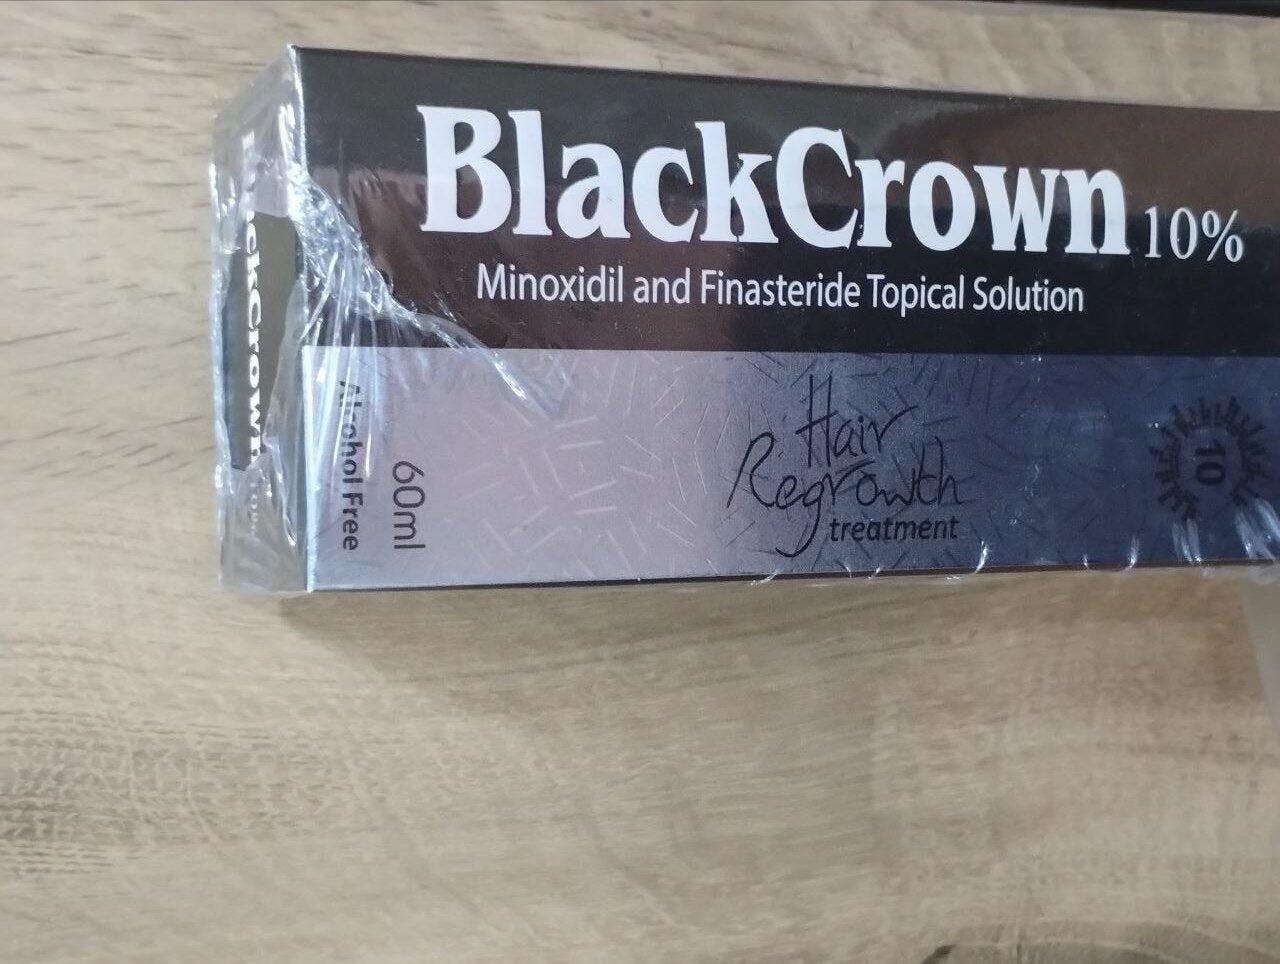 BlackCrown 10%
Minoxidil and Finasteride Topical Solution
Hair
Regrowth
treatment
10
60ml
Alcohol Free